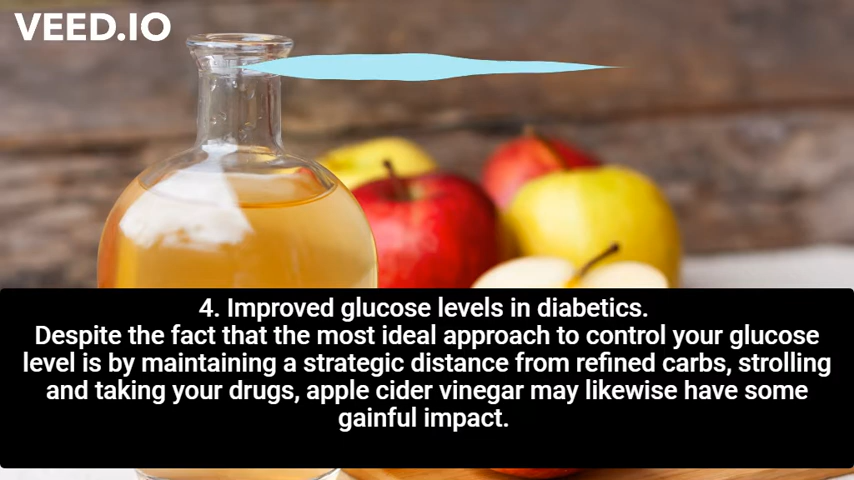 VEED.IO
4. Improved glucose levels in diabetics.
Despite the fact that the most ideal approach to control your glucose
level is by maintaining a strategic distance from refined carbs, strolling
and taking your drugs, apple cider vinegar may likewise have some
gainful impact.